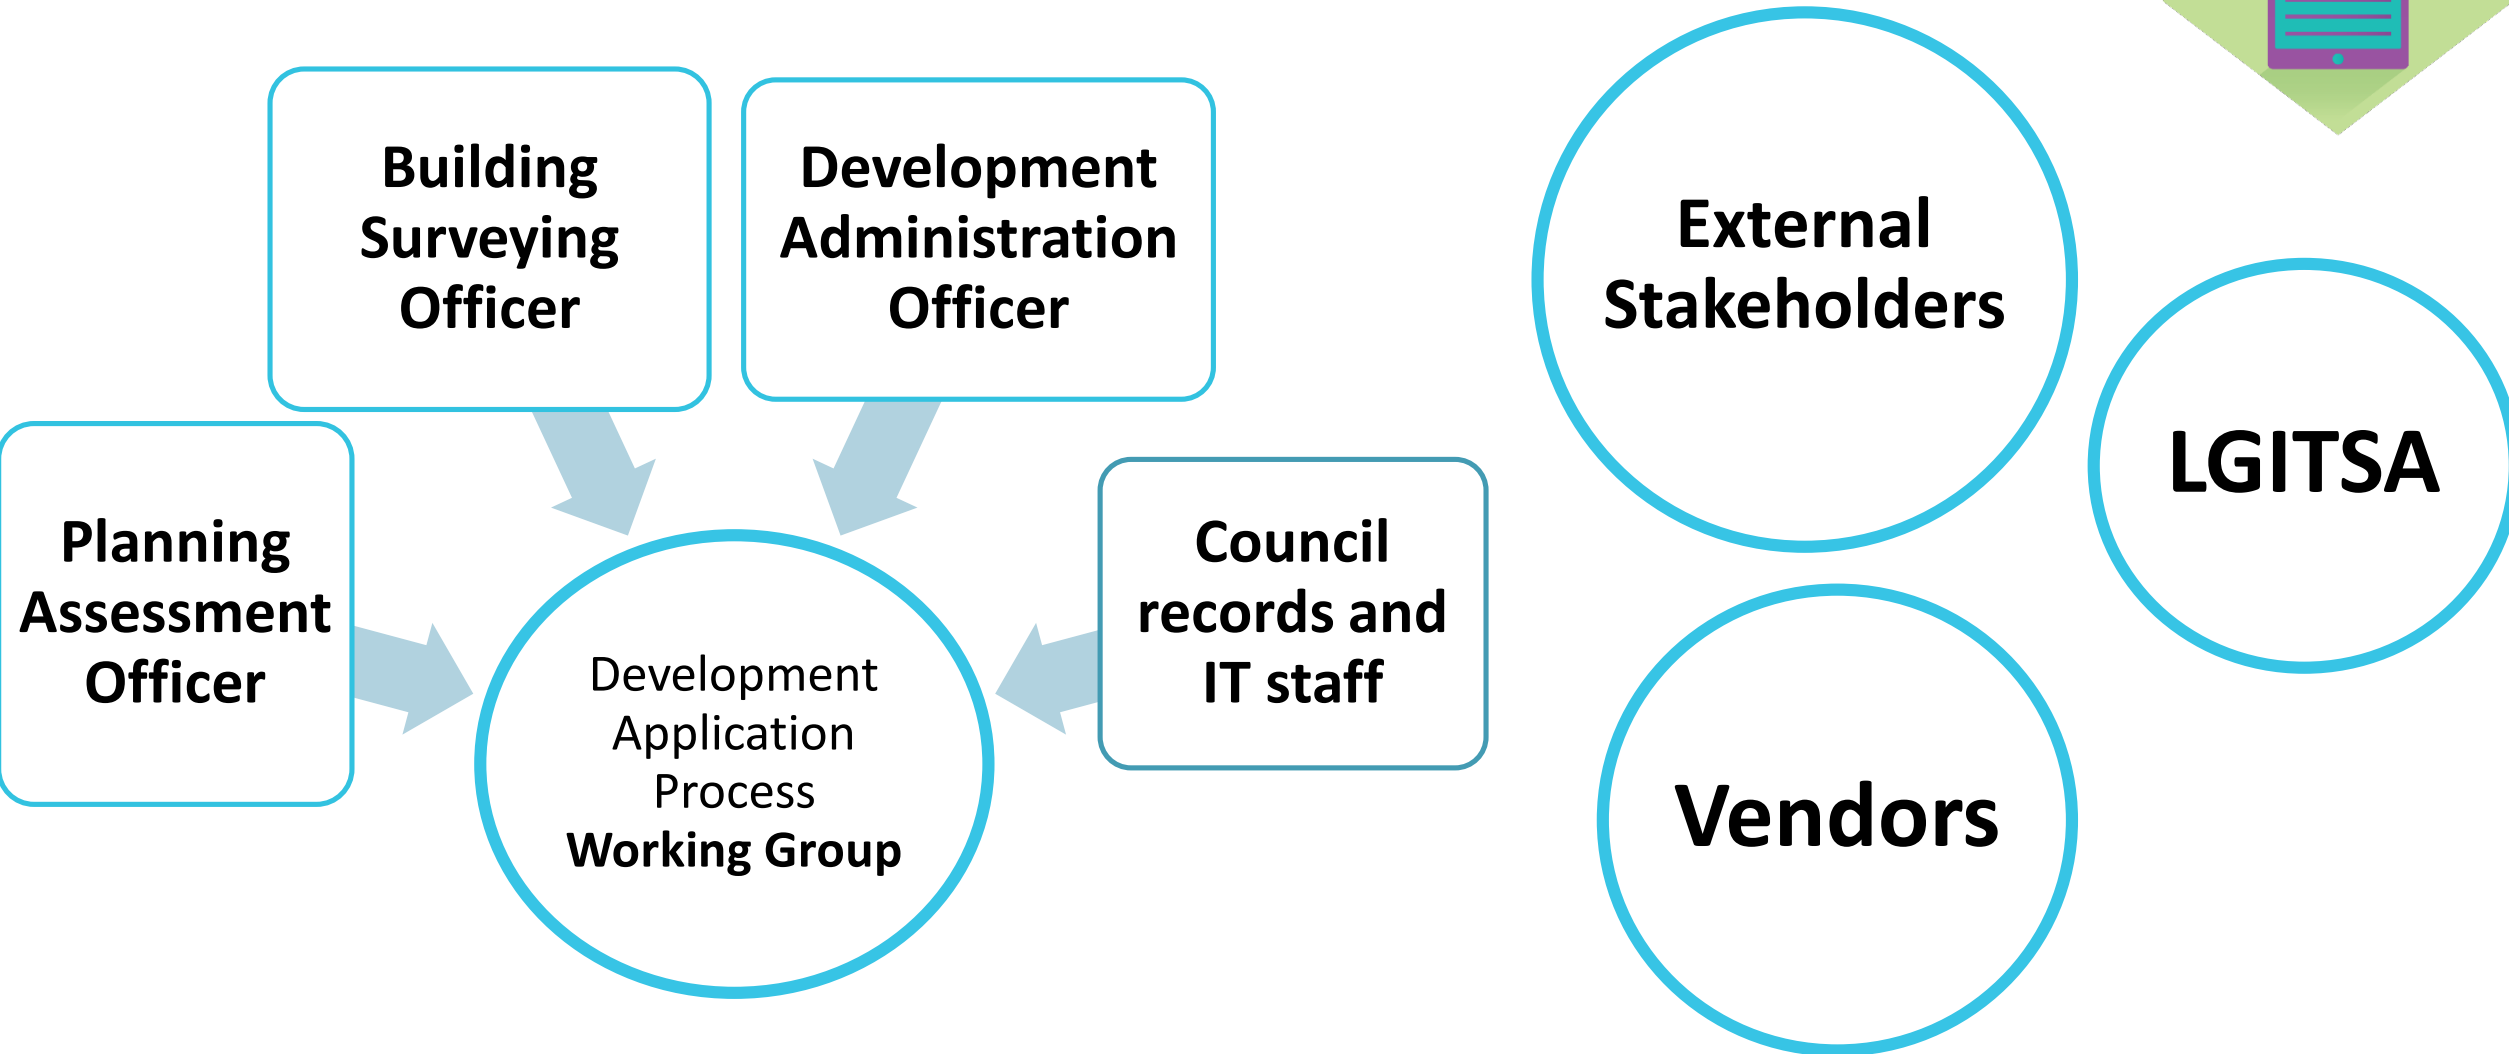 Building
Surveying
Officer
Development
Administration
Officer
Planning
Assessment
Officer
Council
records and
IT staff
Development
Application
Process
Working Group
External
Stakeholders
LGITSA
Vendors